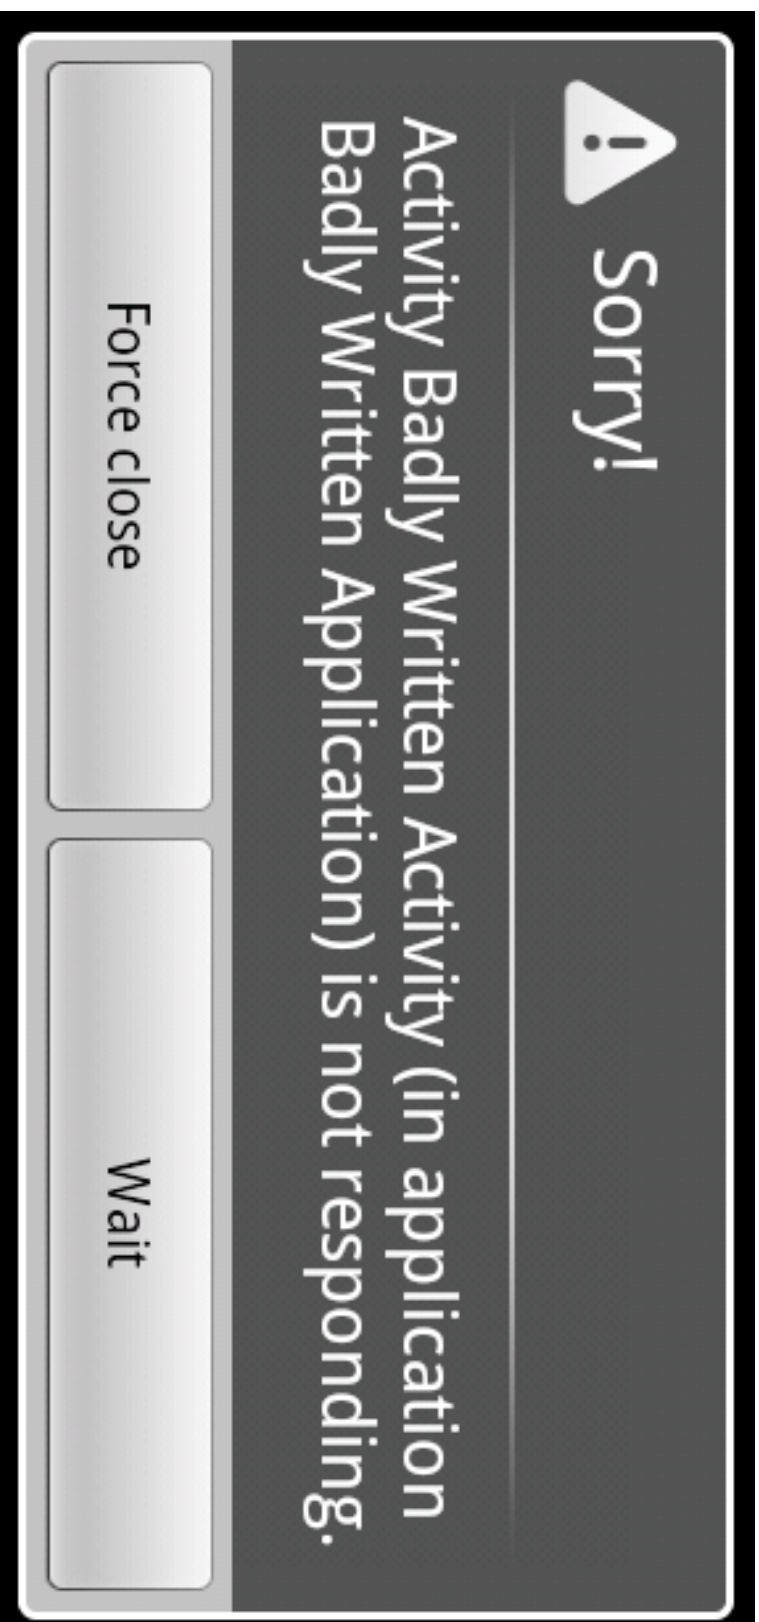 Sorry!
Activity Badly Written Activity (in application
Badly Written Application) is not responding.
Force close
Wait